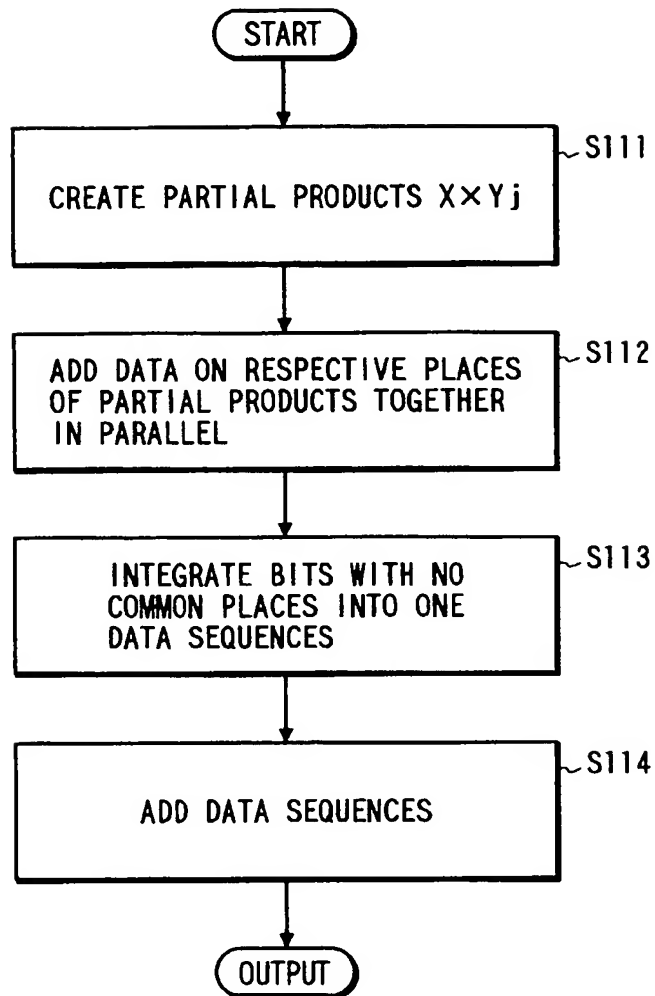 START
S111
CREATE PARTIAL PRODUCTS X×Yj
S112
ADD DATA ON RESPECTIVE PLACES
OF PARTIAL PRODUCTS TOGETHER
IN PARALLEL
S113
INTEGRATE BITS WITH NO
COMMON PLACES INTO ONE
DATA SEQUENCES
S114
ADD DATA SEQUENCES
OUTPUT